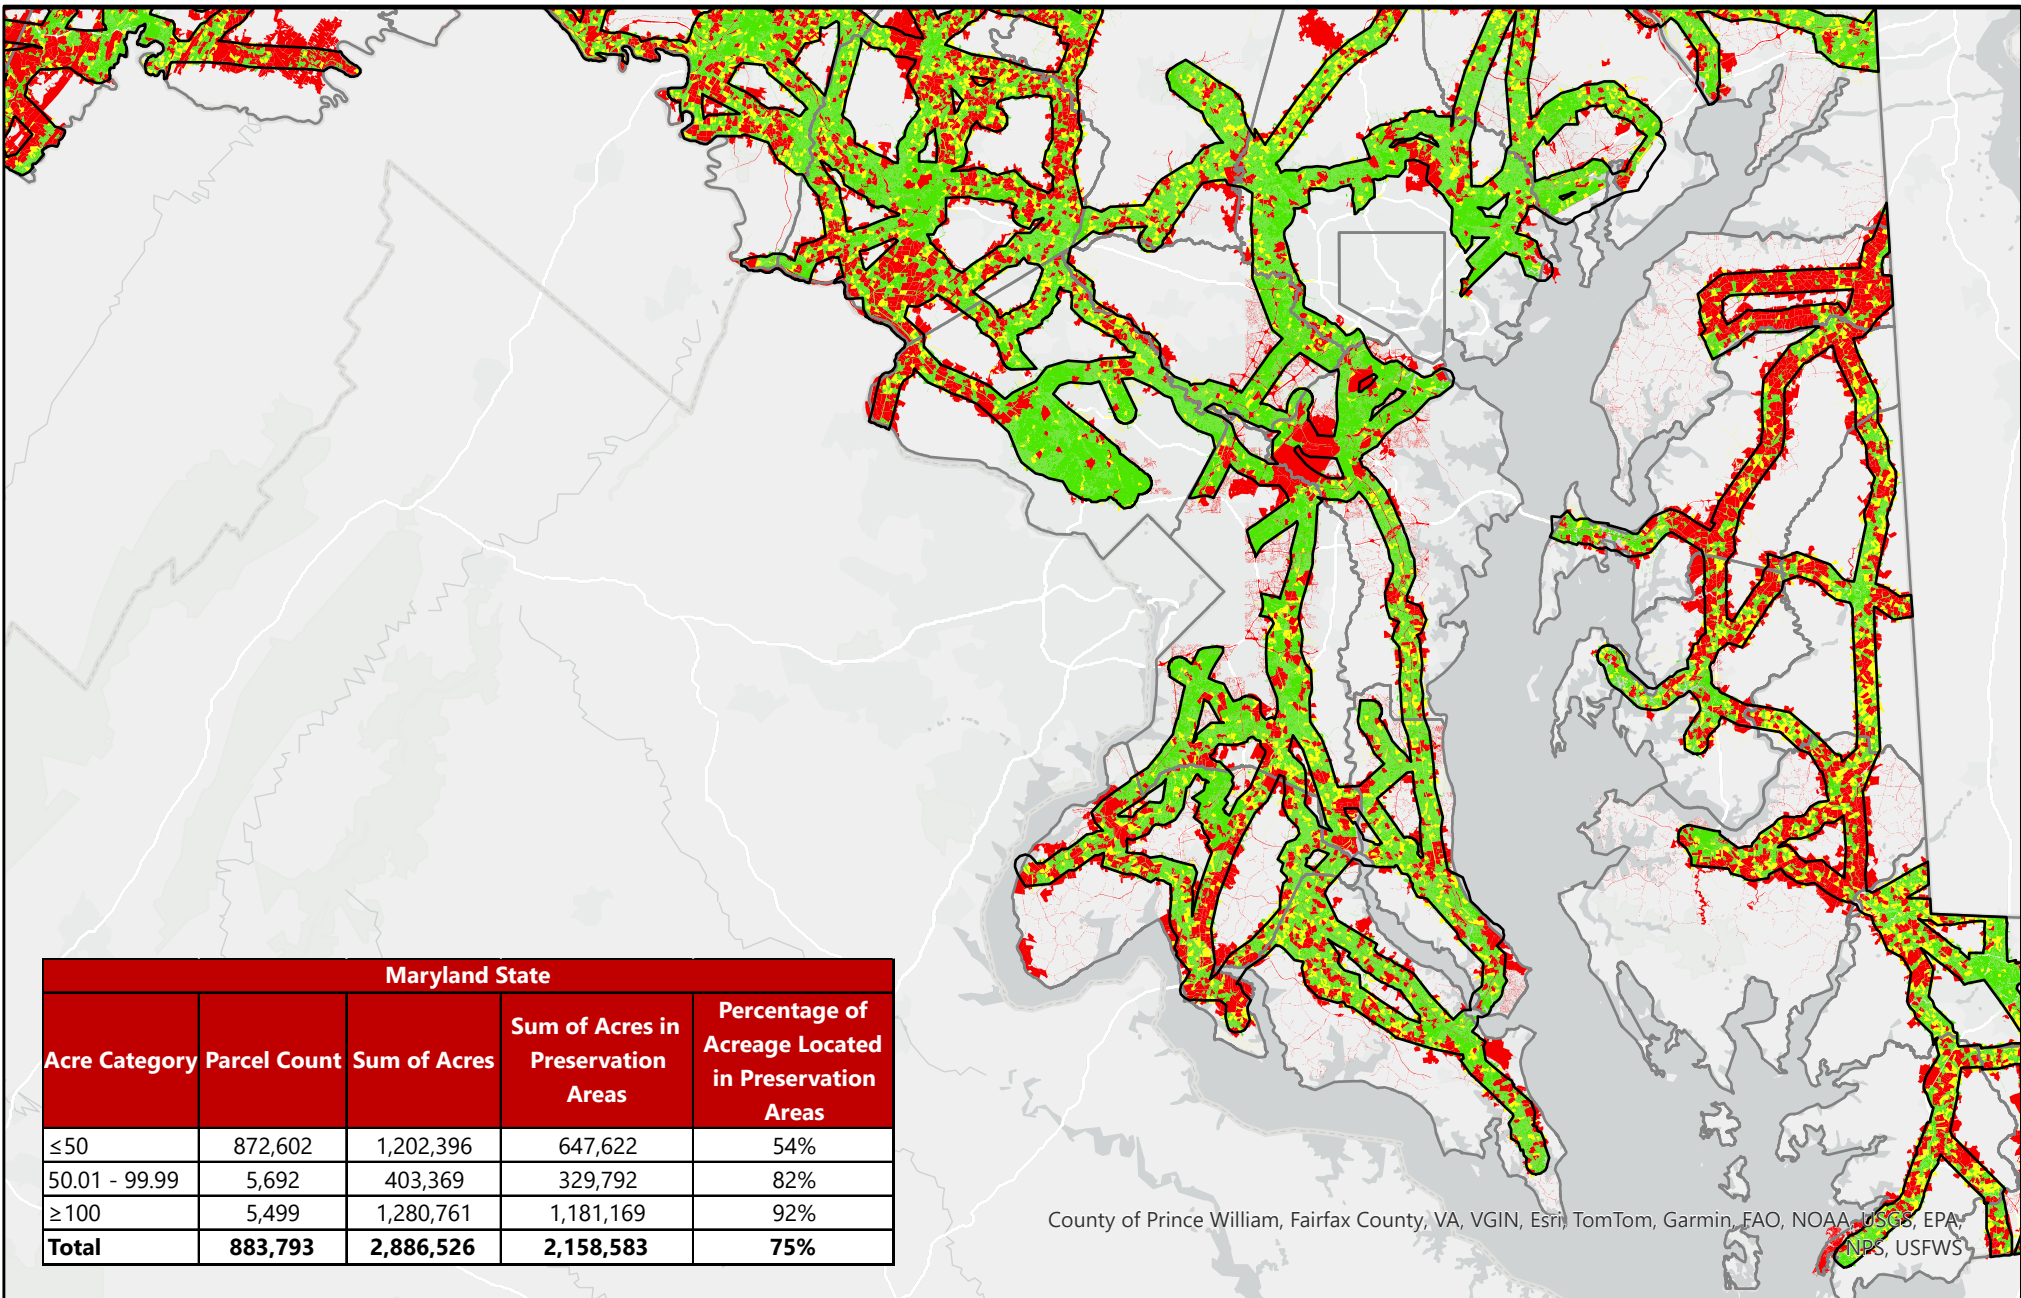 Maryland State
Acre Category Parcel Count Sum of Acres Sum of Acres in Preservation Areas Percentage of Acreage Located in Preservation Areas
≤50 872,602 1,202,396 647,622 54%
50.01 - 99.99 5,692 403,369 329,792 82%
≥100 5,499 1,280,761 1,181,169 92%
Total 883,793 2,886,526 2,158,583 75%
County of Prince William, Fairfax County, VA, VGIN, Esri, TomTom, Garmin, FAO, NOAA, USGS, EPA,
NPS, USFWS